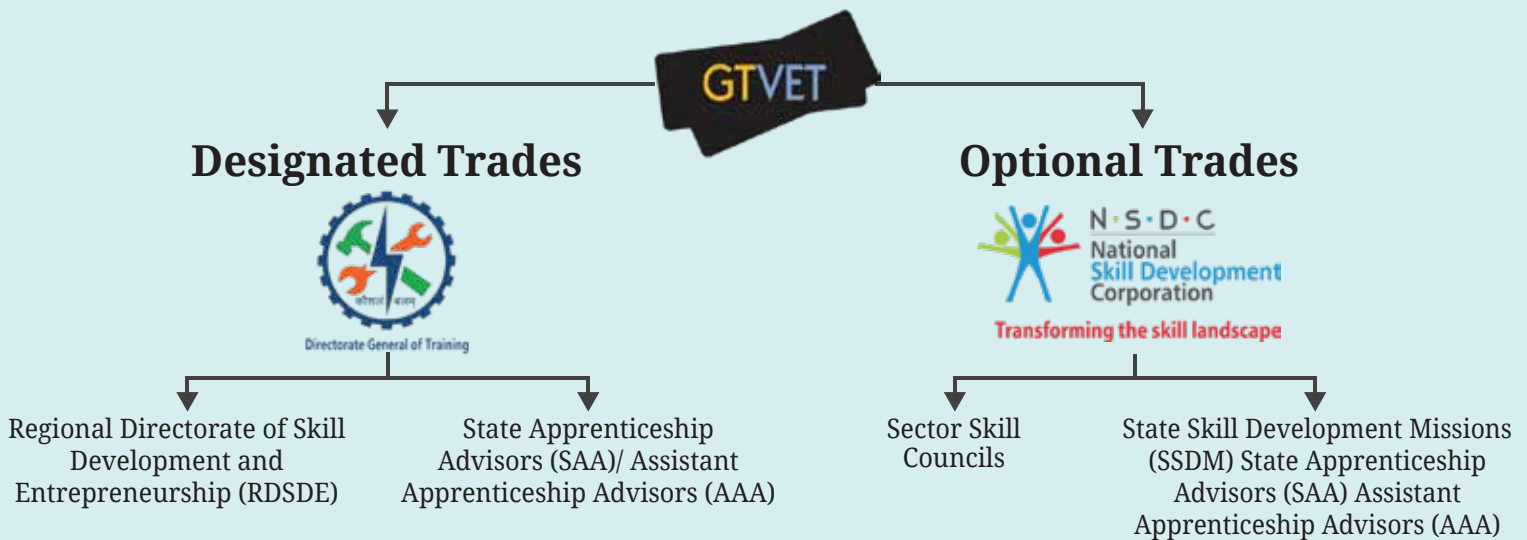 GTVET
Designated Trades
कौशलं बलम्
Directorate General of Training
Regional Directorate of Skill
Development and
Entrepreneurship (RDSDE)
State Apprenticeship
Advisors (SAA)/ Assistant
Apprenticeship Advisors (AAA)
Optional Trades
N·S·D·C
National
Skill Development
Corporation
Transforming the skill landscape
Sector Skill
Councils
State Skill Development Missions
(SSDM) State Apprenticeship
Advisors (SAA) Assistant
Apprenticeship Advisors (AAA)